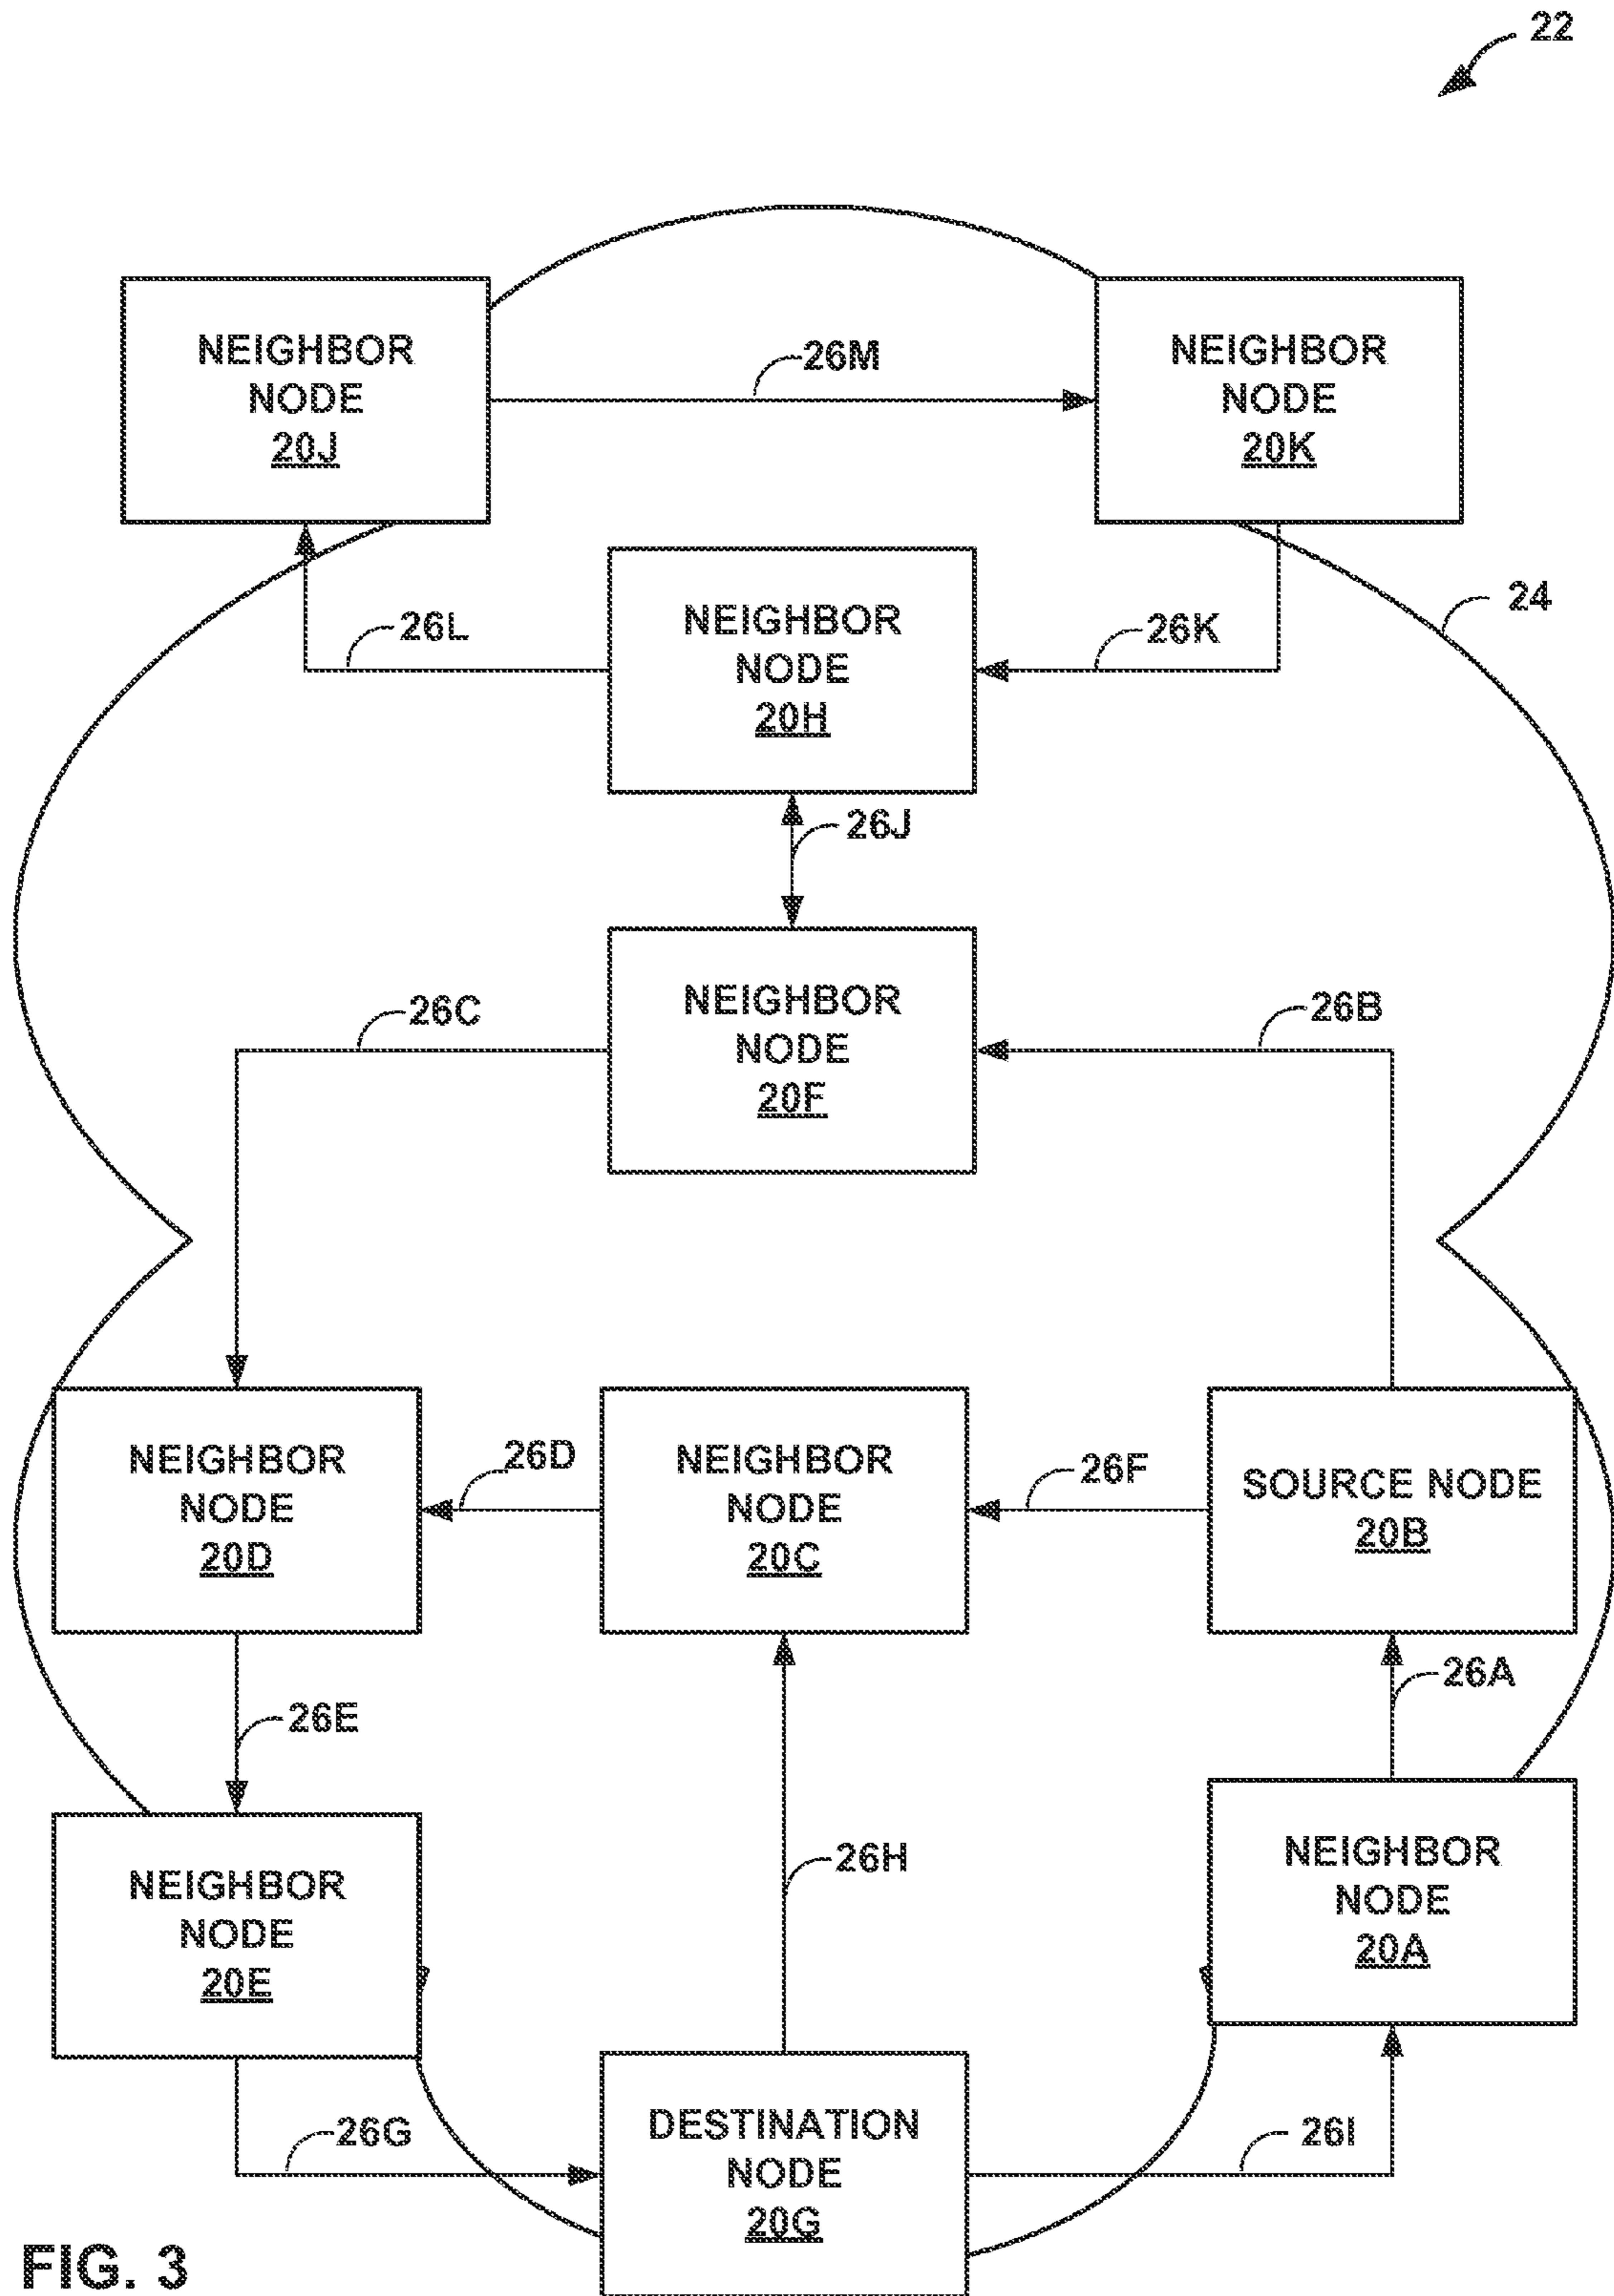 22
NEIGHBOR
NODE
20J
26M
NEIGHBOR
NODE
20K
26L
NEIGHBOR
NODE
20H
26K
24
26J
26C
NEIGHBOR
NODE
20F
26B
NEIGHBOR
NODE
20D
26D
NEIGHBOR
NODE
20C
26F
SOURCE NODE
20B
26E
26A
NEIGHBOR
NODE
20E
26H
NEIGHBOR
NODE
20A
26G
DESTINATION
NODE
20G
26I
FIG. 3